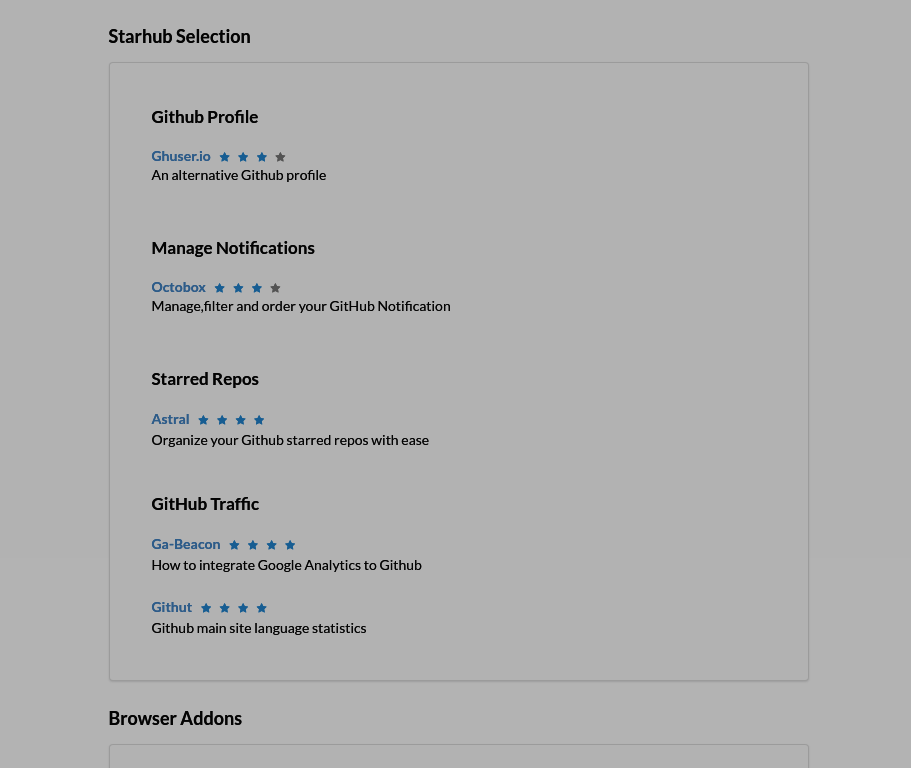 Starhub Selection
Github Profile
Ghuser.io
An alternative Github profile
Manage Notifications
Octobox
Manage,filter and order your GitHub Notification
Starred Repos
Astral
Organize your Github starred repos with ease
GitHub Traffic
Ga-Beacon
How to integrate Google Analytics to Github
Githut
Github main site language statistics
Browser Addons